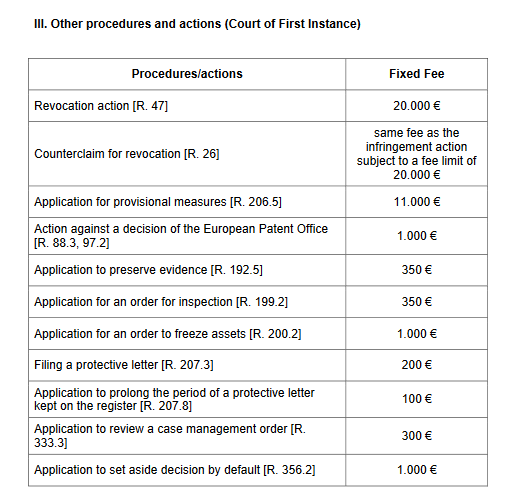 III. Other procedures and actions (Court of First Instance)
Procedures/actions
Fixed Fee
Revocation action [R. 47]
20.000 €
Counterclaim for revocation [R. 26]
same fee as the
infringement action
subject to a fee limit of
20.000 €
Application for provisional measures [R. 206.5]
11.000 €
Action against a decision of the European Patent Office
[R. 88.3, 97.2]
1.000 €
Application to preserve evidence [R. 192.5]
350 €
Application for an order for inspection [R. 199.2]
350 €
Application for an order to freeze assets [R. 200.2]
1.000 €
Filing a protective letter [R. 207.3]
200 €
Application to prolong the period of a protective letter
kept on the register [R. 207.8]
100 €
Application to review a case management order [R.
333.3]
300 €
Application to set aside decision by default [R. 356.2]
1.000 €